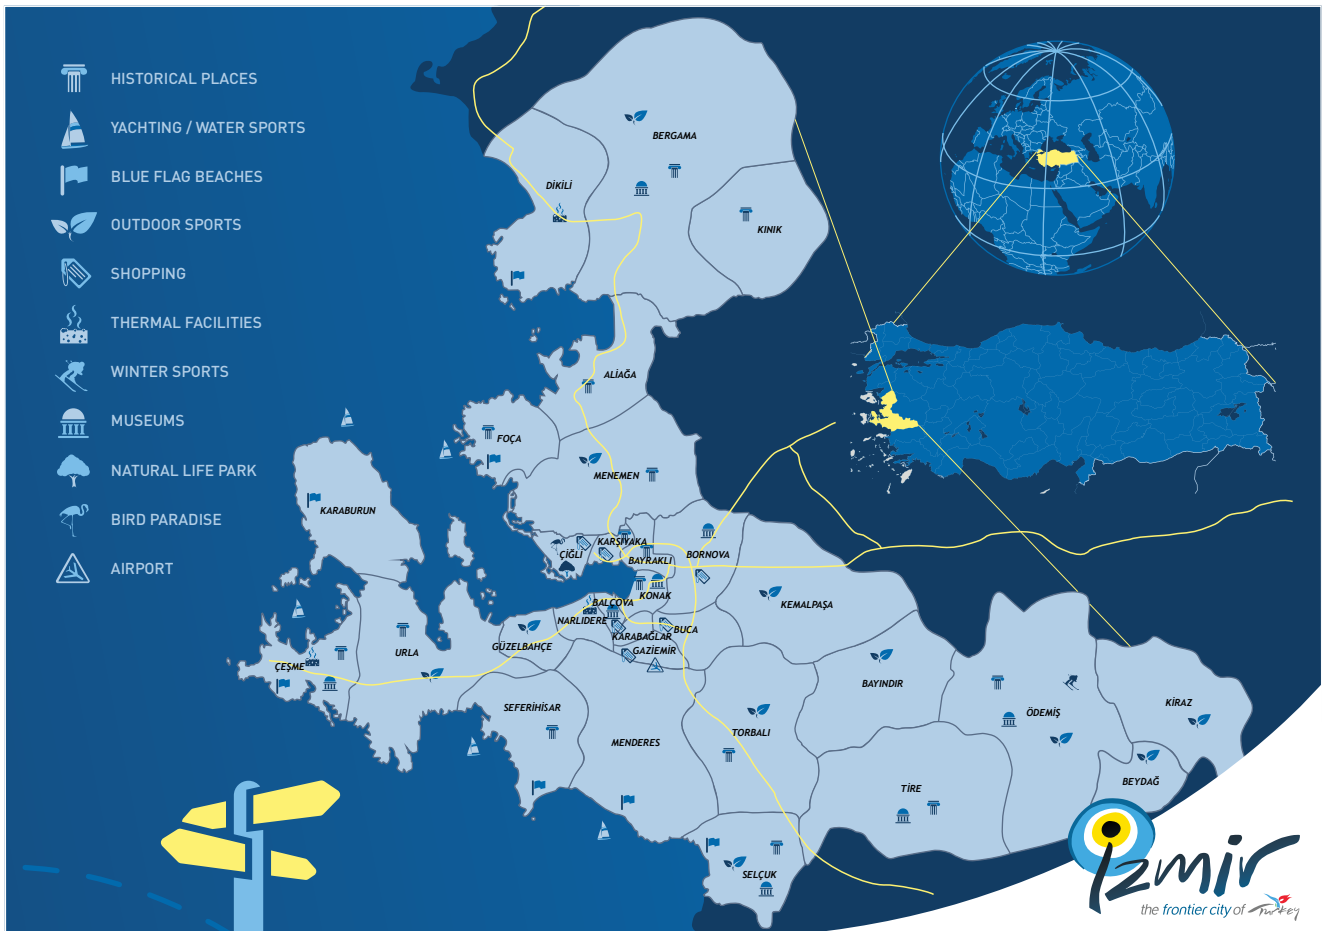 HISTORICAL PLACES
YACHTING / WATER SPORTS
BLUE FLAG BEACHES
OUTDOOR SPORTS
SHOPPING
THERMAL FACILITIES
WINTER SPORTS
MUSEUMS
NATURAL LIFE PARK
BIRD PARADISE
AIRPORT
BERGAMA
DİKİLİ
KINIK
ALİAĞA
FOÇA
MENEMEN
KARABURUN
KARŞIYAKA
ÇİĞLİ
BAYRAKLI
BORNOVA
KONAK
BALÇOVA
NARLIDERE
KARABAĞLAR
BUCA
GAZİEMİR
KEMALPAŞA
GÜZELBAHÇE
URLA
ÇEŞME
SEFERIHİSAR
MENDERES
TORBALI
BAYINDIR
ÖDEMİŞ
KİRAZ
BEYDAĞ
TİRE
SELÇUK
izmir
the frontier city of Turkey